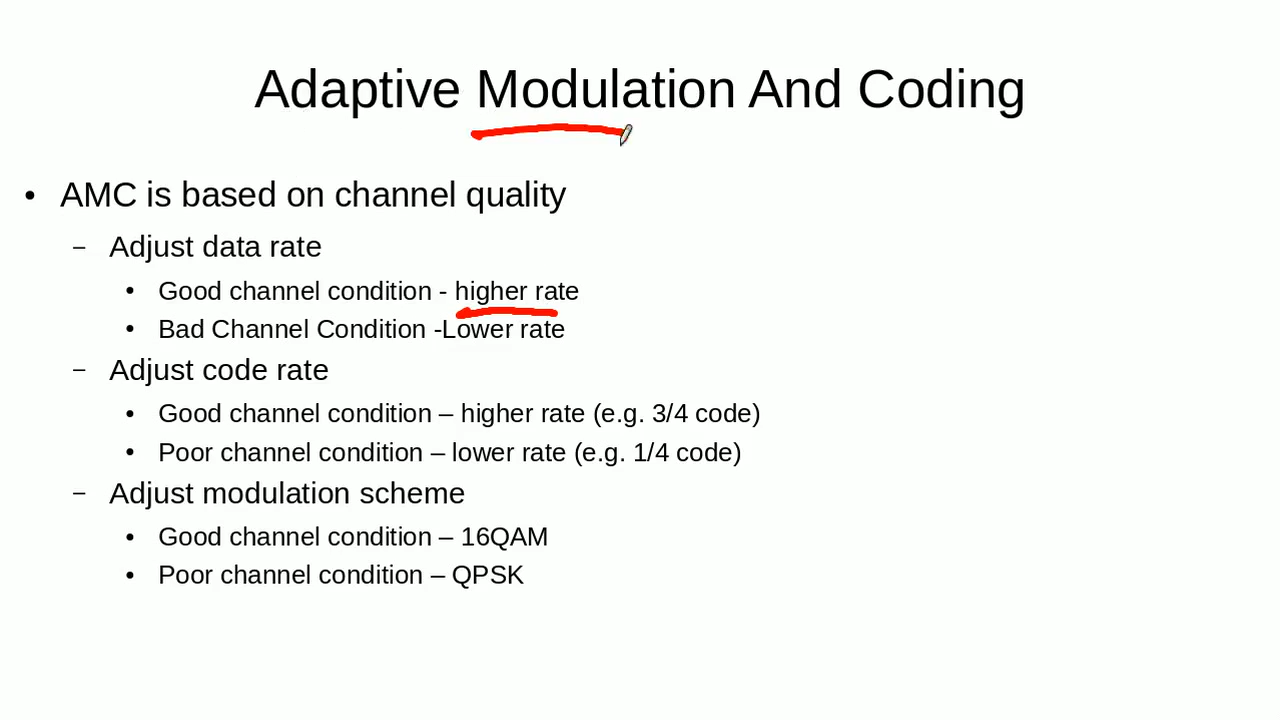 Adaptive Modulation And Coding
• AMC is based on channel quality
– Adjust data rate
• Good channel condition - higher rate
• Bad Channel Condition -Lower rate
– Adjust code rate
• Good channel condition – higher rate (e.g. 3/4 code)
• Poor channel condition – lower rate (e.g. 1/4 code)
– Adjust modulation scheme
• Good channel condition – 16QAM
• Poor channel condition – QPSK